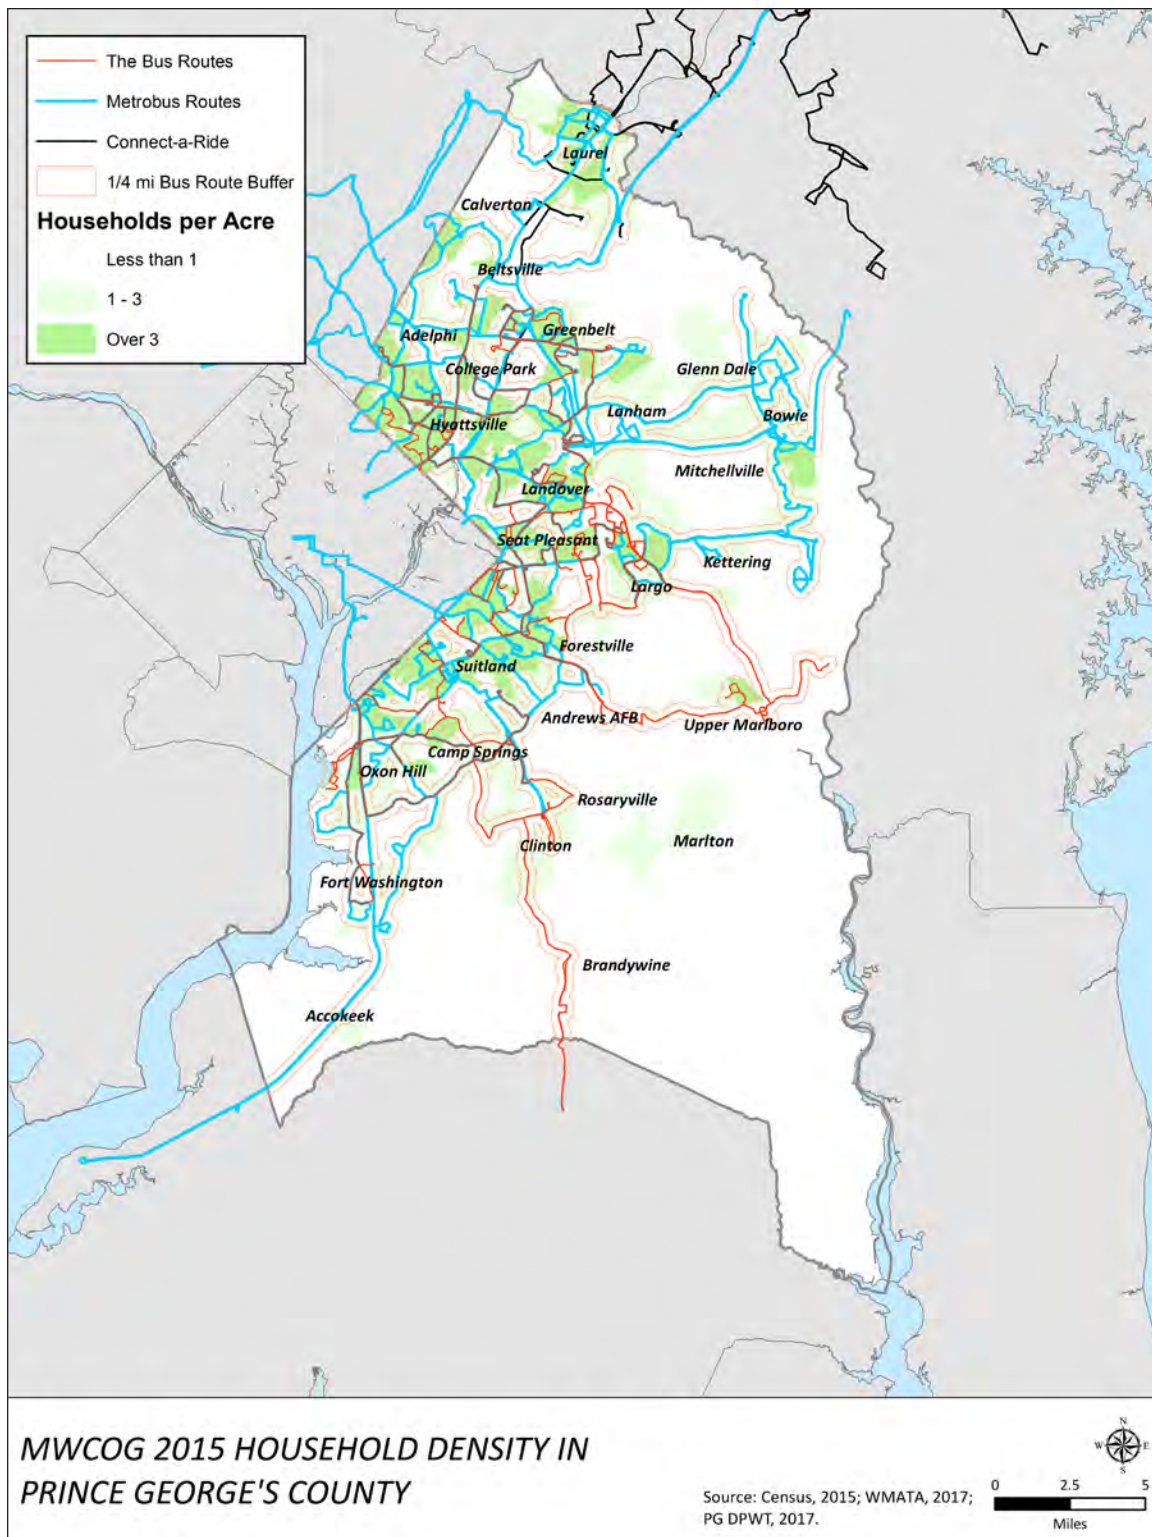 The Bus Routes
Metrobus Routes
Connect-a-Ride
1/4 mi Bus Route Buffer
Households per Acre
Less than 1
1 - 3
Over 3
Laurel
Calverton
Beltsville
Adelphi
Greenbelt
College Park
Glenn Dale
Lanham
Bowie
Hyattsville
Mitchellville
Landover
Seat Pleasant
Kettering
Largo
Forestville
Suitland
Andrews AFB
Upper Marlboro
Camp Springs
Oxon Hill
Rosaryville
Clinton
Marlton
Fort Washington
Brandywine
Accokeek
MWCOG 2015 HOUSEHOLD DENSITY IN
PRINCE GEORGE'S COUNTY
Source: Census, 2015; WMATA, 2017;
PG DPWT, 2017.
N
W E
S
0 2.5 5
Miles